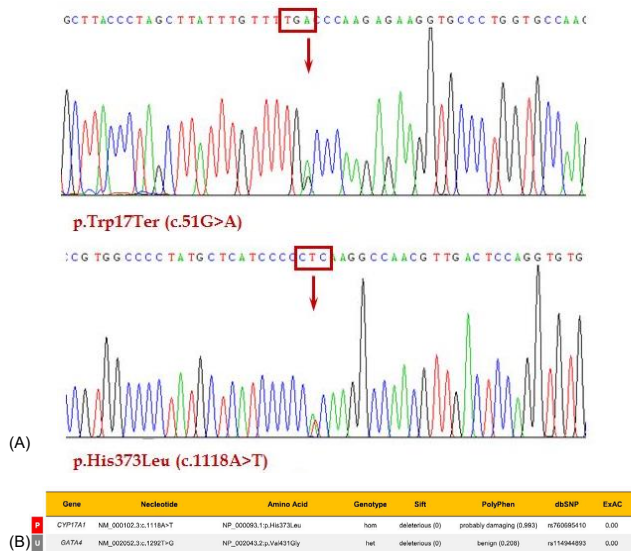 GCTTACCCTAGCTTATTTGTTTTGACCCAAGAGAAGGTGCCCTGGTGCCAAC
p.Trp17Ter (c.51G>A)
:CGTGGCCCCTATGCTCATCCCCCTCAAGGCCAACGTTGACTCCAGGTGTG
(A)
p.His373Leu (c.1118A>T)
Gene Necleotide Amino Acid Genotype Sift PolyPhen dbSNP ExAC
P CYP17A1 NM_000102.3:c.1118A>T NP_000093.1:p.His373Leu hom deleterious (0) probably damaging (0.993) rs760695410 0.00
(B) U GATA4 NM_002052.3:c.1292T>G NP_002043.2:p.Val431Gly het deleterious (0) benign (0.208) rs114944893 0.00